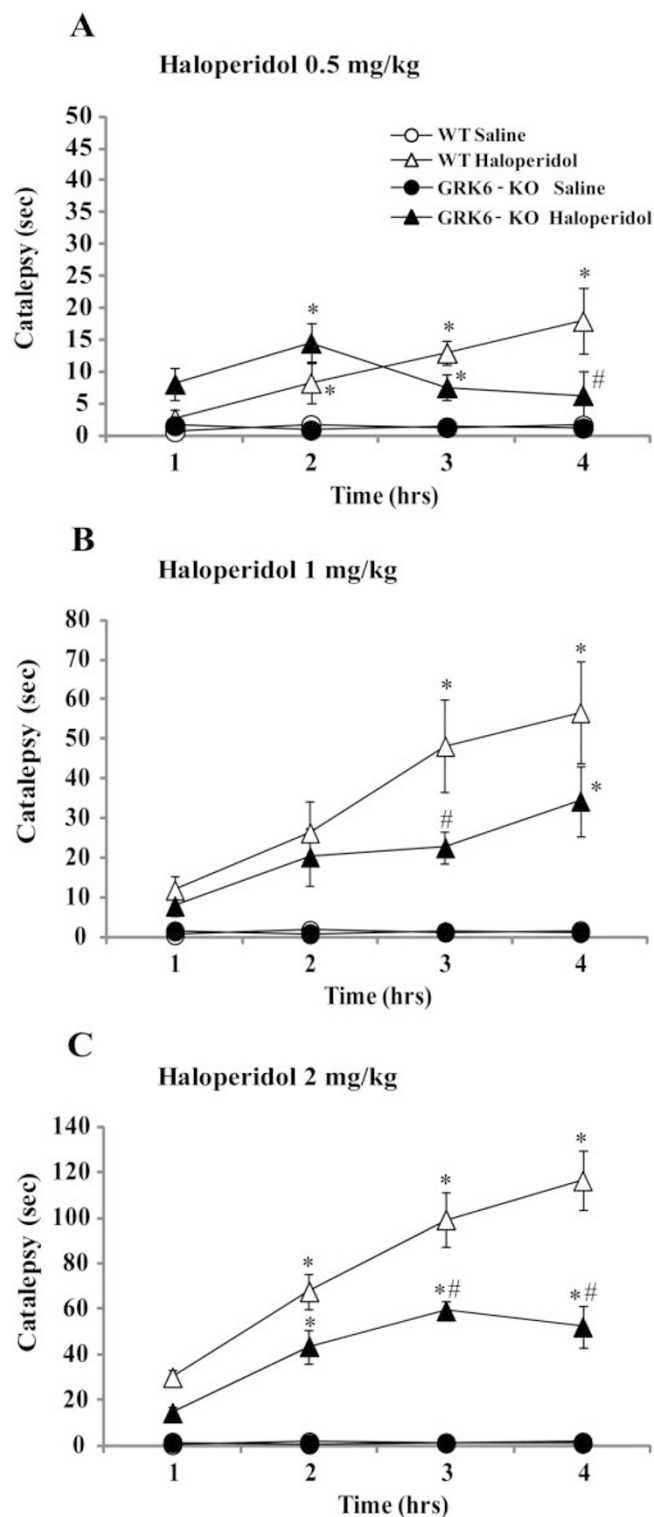 A
Haloperidol 0.5 mg/kg
50
45
40
35
30
25
20
15
10
5
0
Catalepsy (sec)
WT Saline
WT Haloperidol
GRK6 - KO Saline
GRK6 - KO Haloperidol
*
*
*
*
*
#
1 2 3 4
Time (hrs)
B
Haloperidol 1 mg/kg
80
70
60
50
40
30
20
10
0
Catalepsy (sec)
*
*
*
#
1 2 3 4
Time (hrs)
C
Haloperidol 2 mg/kg
140
120
100
80
60
40
20
0
Catalepsy (sec)
*
*
*
*
*#
*#
1 2 3 4
Time (hrs)